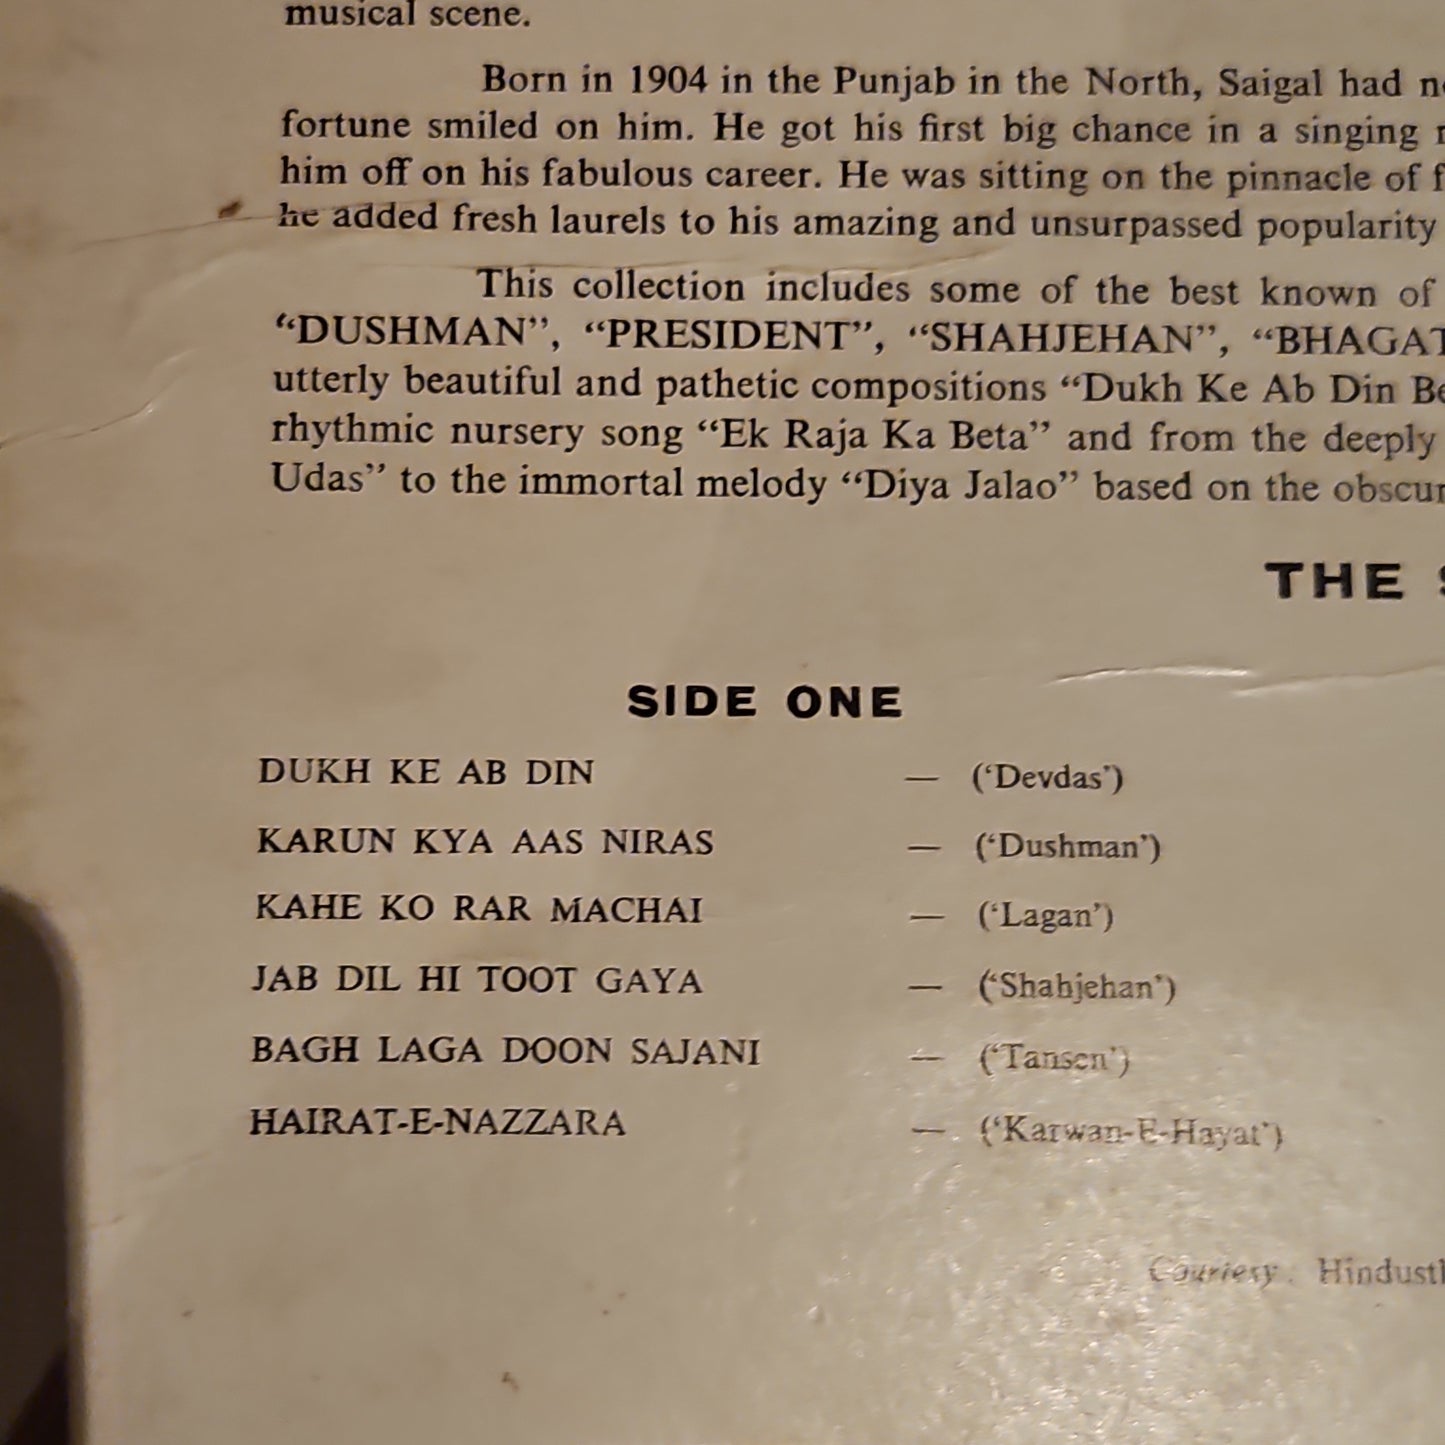 musical scene.
Born in 1904 in the Punjab in the North, Saigal had
fortune smiled on him. He got his first big chance in a singing
him off on his fabulous career. He was sitting on the pinnacle of
he added fresh laurels to his amazing and unsurpassed popularity
This collection includes some of the best known of
“DUSHMAN”, “PRESIDENT”, “SHAHJEHAN”, “BHAGAT
utterly beautiful and pathetic compositions “Dukh Ke Ab Din
rhythmic nursery song “Ek Raja Ka Beta” and from the deeply
Udas” to the immortal melody “Diya Jalao” based on the obscur
THE
SIDE ONE
DUKH KE AB DIN — (‘Devdas’)
KARUN KYA AAS NIRAS — (‘Dushman’)
KAHE KO RAR MACHAI — (‘Lagan’)
JAB DIL HI TOOT GAYA — (‘Shahjehan’)
BAGH LAGA DOON SAJANI — (‘Tansen’)
HAIRAT-E-NAZZARA — (‘Karwan-E-Hayat’)
Courtesy : Hindusth